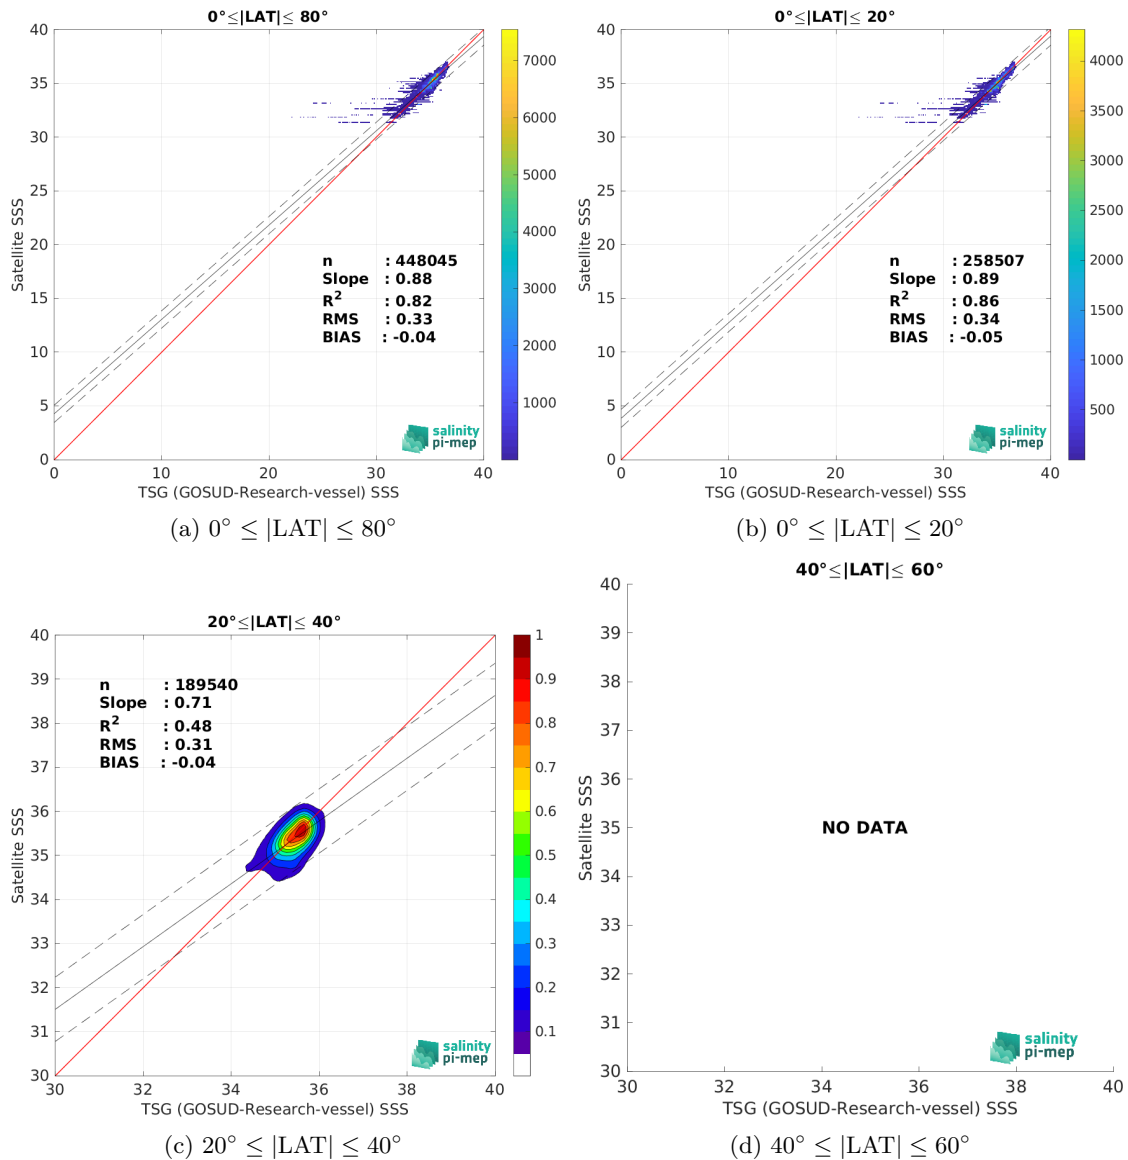 0°≤|LAT|≤ 80°
Satellite SSS
40
35
30
25
20
15
10
5
0
0 10 20 30 40
TSG (GOSUD-Research-vessel) SSS
n : 448045
Slope : 0.88
R² : 0.82
RMS : 0.33
BIAS : -0.04
salinity
pi-mep
7000
6000
5000
4000
3000
2000
1000
(a) 0° ≤ |LAT| ≤ 80°
0°≤|LAT|≤ 20°
Satellite SSS
40
35
30
25
20
15
10
5
0
0 10 20 30 40
TSG (GOSUD-Research-vessel) SSS
n : 258507
Slope : 0.89
R² : 0.86
RMS : 0.34
BIAS : -0.05
salinity
pi-mep
4000
3500
3000
2500
2000
1500
1000
500
(b) 0° ≤ |LAT| ≤ 20°
20°≤|LAT|≤ 40°
Satellite SSS
40
39
38
37
36
35
34
33
32
31
30
30 32 34 36 38 40
TSG (GOSUD-Research-vessel) SSS
n : 189540
Slope : 0.71
R² : 0.48
RMS : 0.31
BIAS : -0.04
salinity
pi-mep
1
0.9
0.8
0.7
0.6
0.5
0.4
0.3
0.2
0.1
(c) 20° ≤ |LAT| ≤ 40°
40°≤|LAT|≤ 60°
Satellite SSS
40
39
38
37
36
35
34
33
32
31
30
30 32 34 36 38 40
TSG (GOSUD-Research-vessel) SSS
NO DATA
salinity
pi-mep
(d) 40° ≤ |LAT| ≤ 60°